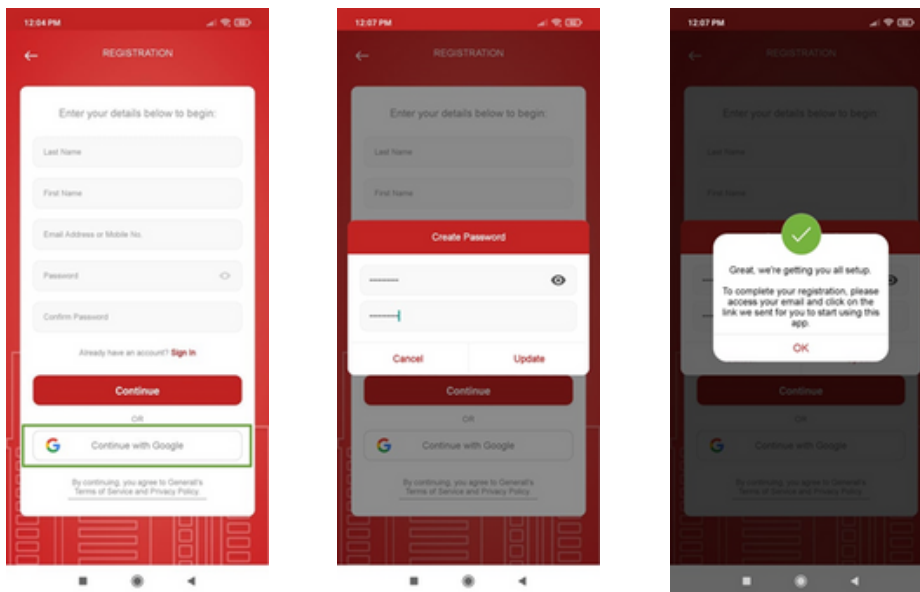 12:04 PM
REGISTRATION
Enter your details below to begin:
Last Name
First Name
Email Address or Mobile No.
Password
Confirm Password
Already have an account? Sign In
Continue
OR
Continue with Google
By continuing, you agree to Generali's
Terms of Service and Privacy Policy
12:07 PM
REGISTRATION
Enter your details below to begin:
Last Name
First Name
Create Password
Cancel
Update
Continue
OR
Continue with Google
By continuing, you agree to Generali's
Terms of Service and Privacy Policy
12:07 PM
REGISTRATION
Enter your details below to begin:
Last Name
First Name
Great, we're getting you all setup.
To complete your registration, please
access your email and click on the
link we sent for you to start using this
app.
OK
Continue
OR
Continue with Google
By continuing, you agree to Generali's
Terms of Service and Privacy Policy